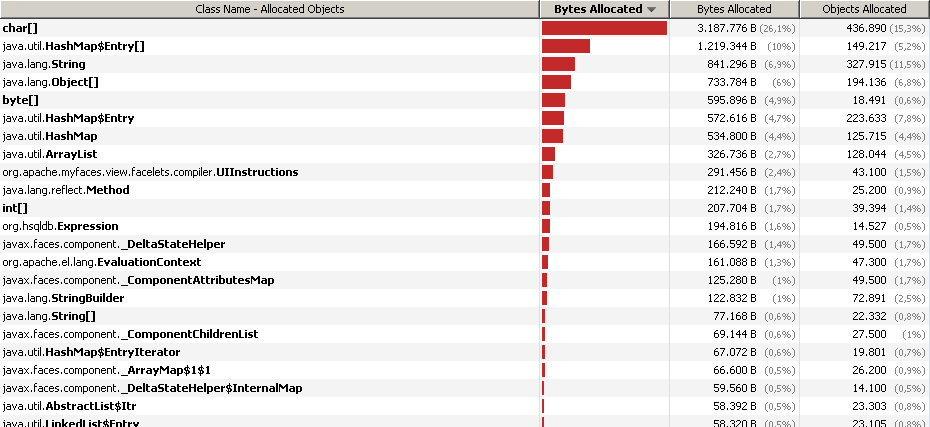 Class Name - Allocated Objects Bytes Allocated Bytes Allocated Objects Allocated
char[] 3.187.776 B (26,1%) 436.890 (15,3%)
java.util.HashMap$Entry[] 1.219.344 B (10%) 149.217 (5,2%)
java.lang.String 841.296 B (6,9%) 327.915 (11,5%)
java.lang.Object[] 733.784 B (6%) 194.136 (6,8%)
byte[] 595.896 B (4,9%) 18.491 (0,6%)
java.util.HashMap$Entry 572.616 B (4,7%) 223.633 (7,8%)
java.util.HashMap 534.800 B (4,4%) 125.715 (4,4%)
java.util.ArrayList 326.736 B (2,7%) 128.044 (4,5%)
org.apache.myfaces.view.facelets.compiler.UIInstructions 291.456 B (2,4%) 43.100 (1,5%)
java.lang.reflect.Method 212.240 B (1,7%) 25.200 (0,9%)
int[] 207.704 B (1,7%) 39.394 (1,4%)
org.hsqldb.Expression 194.816 B (1,6%) 14.527 (0,5%)
javax.faces.component._DeltaStateHelper 166.592 B (1,4%) 49.500 (1,7%)
org.apache.el.lang.EvaluationContext 161.088 B (1,3%) 47.300 (1,7%)
javax.faces.component._ComponentAttributesMap 125.280 B (1%) 49.500 (1,7%)
java.lang.StringBuilder 122.832 B (1%) 72.891 (2,5%)
java.lang.String[] 77.168 B (0,6%) 22.332 (0,8%)
javax.faces.component._ComponentChildrenList 69.144 B (0,6%) 27.500 (1%)
java.util.HashMap$EntryIterator 67.072 B (0,6%) 19.801 (0,7%)
javax.faces.component._ArrayMap$1$1 66.600 B (0,5%) 26.200 (0,9%)
javax.faces.component._DeltaStateHelper$InternalMap 59.560 B (0,5%) 14.100 (0,5%)
java.util.AbstractList$Itr 58.392 B (0,5%) 23.303 (0,8%)
java.util.LinkedList$Entry 58.320 B (0,5%) 23.105 (0,8%)